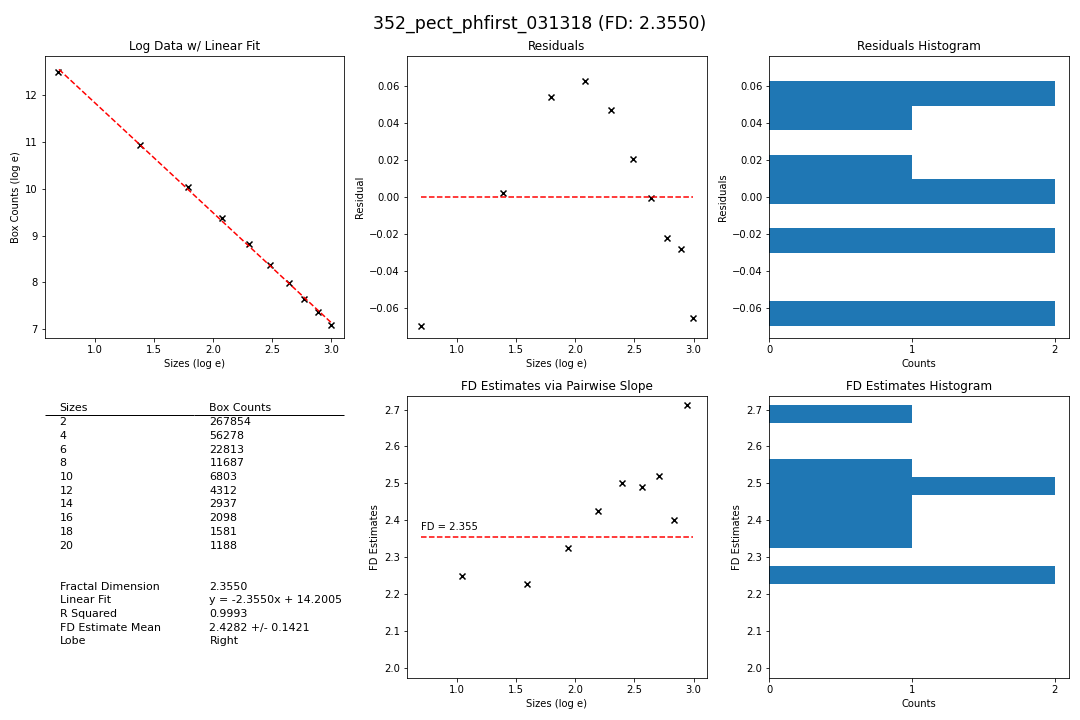 352_pect_phfirst_031318 (FD: 2.3550)
Log Data w/ Linear Fit
Box Counts (log e)
12
11
10
9
8
7
1.0 1.5 2.0 2.5 3.0
Sizes (log e)
Residuals
Residual
0.06
0.04
0.02
0.00
−0.02
−0.04
−0.06
1.0 1.5 2.0 2.5 3.0
Sizes (log e)
Residuals Histogram
Residuals
0.06
0.04
0.02
0.00
−0.02
−0.04
−0.06
0 1 2
Counts
Sizes Box Counts
2 267854
4 56278
6 22813
8 11687
10 6803
12 4312
14 2937
16 2098
18 1581
20 1188
Fractal Dimension 2.3550
Linear Fit y = -2.3550x + 14.2005
R Squared 0.9993
FD Estimate Mean 2.4282 +/- 0.1421
Lobe Right
FD Estimates via Pairwise Slope
FD Estimates
2.7
2.6
2.5
2.4
2.3
2.2
2.1
2.0
FD = 2.355
1.0 1.5 2.0 2.5 3.0
Sizes (log e)
FD Estimates Histogram
FD Estimates
2.7
2.6
2.5
2.4
2.3
2.2
2.1
2.0
0 1 2
Counts